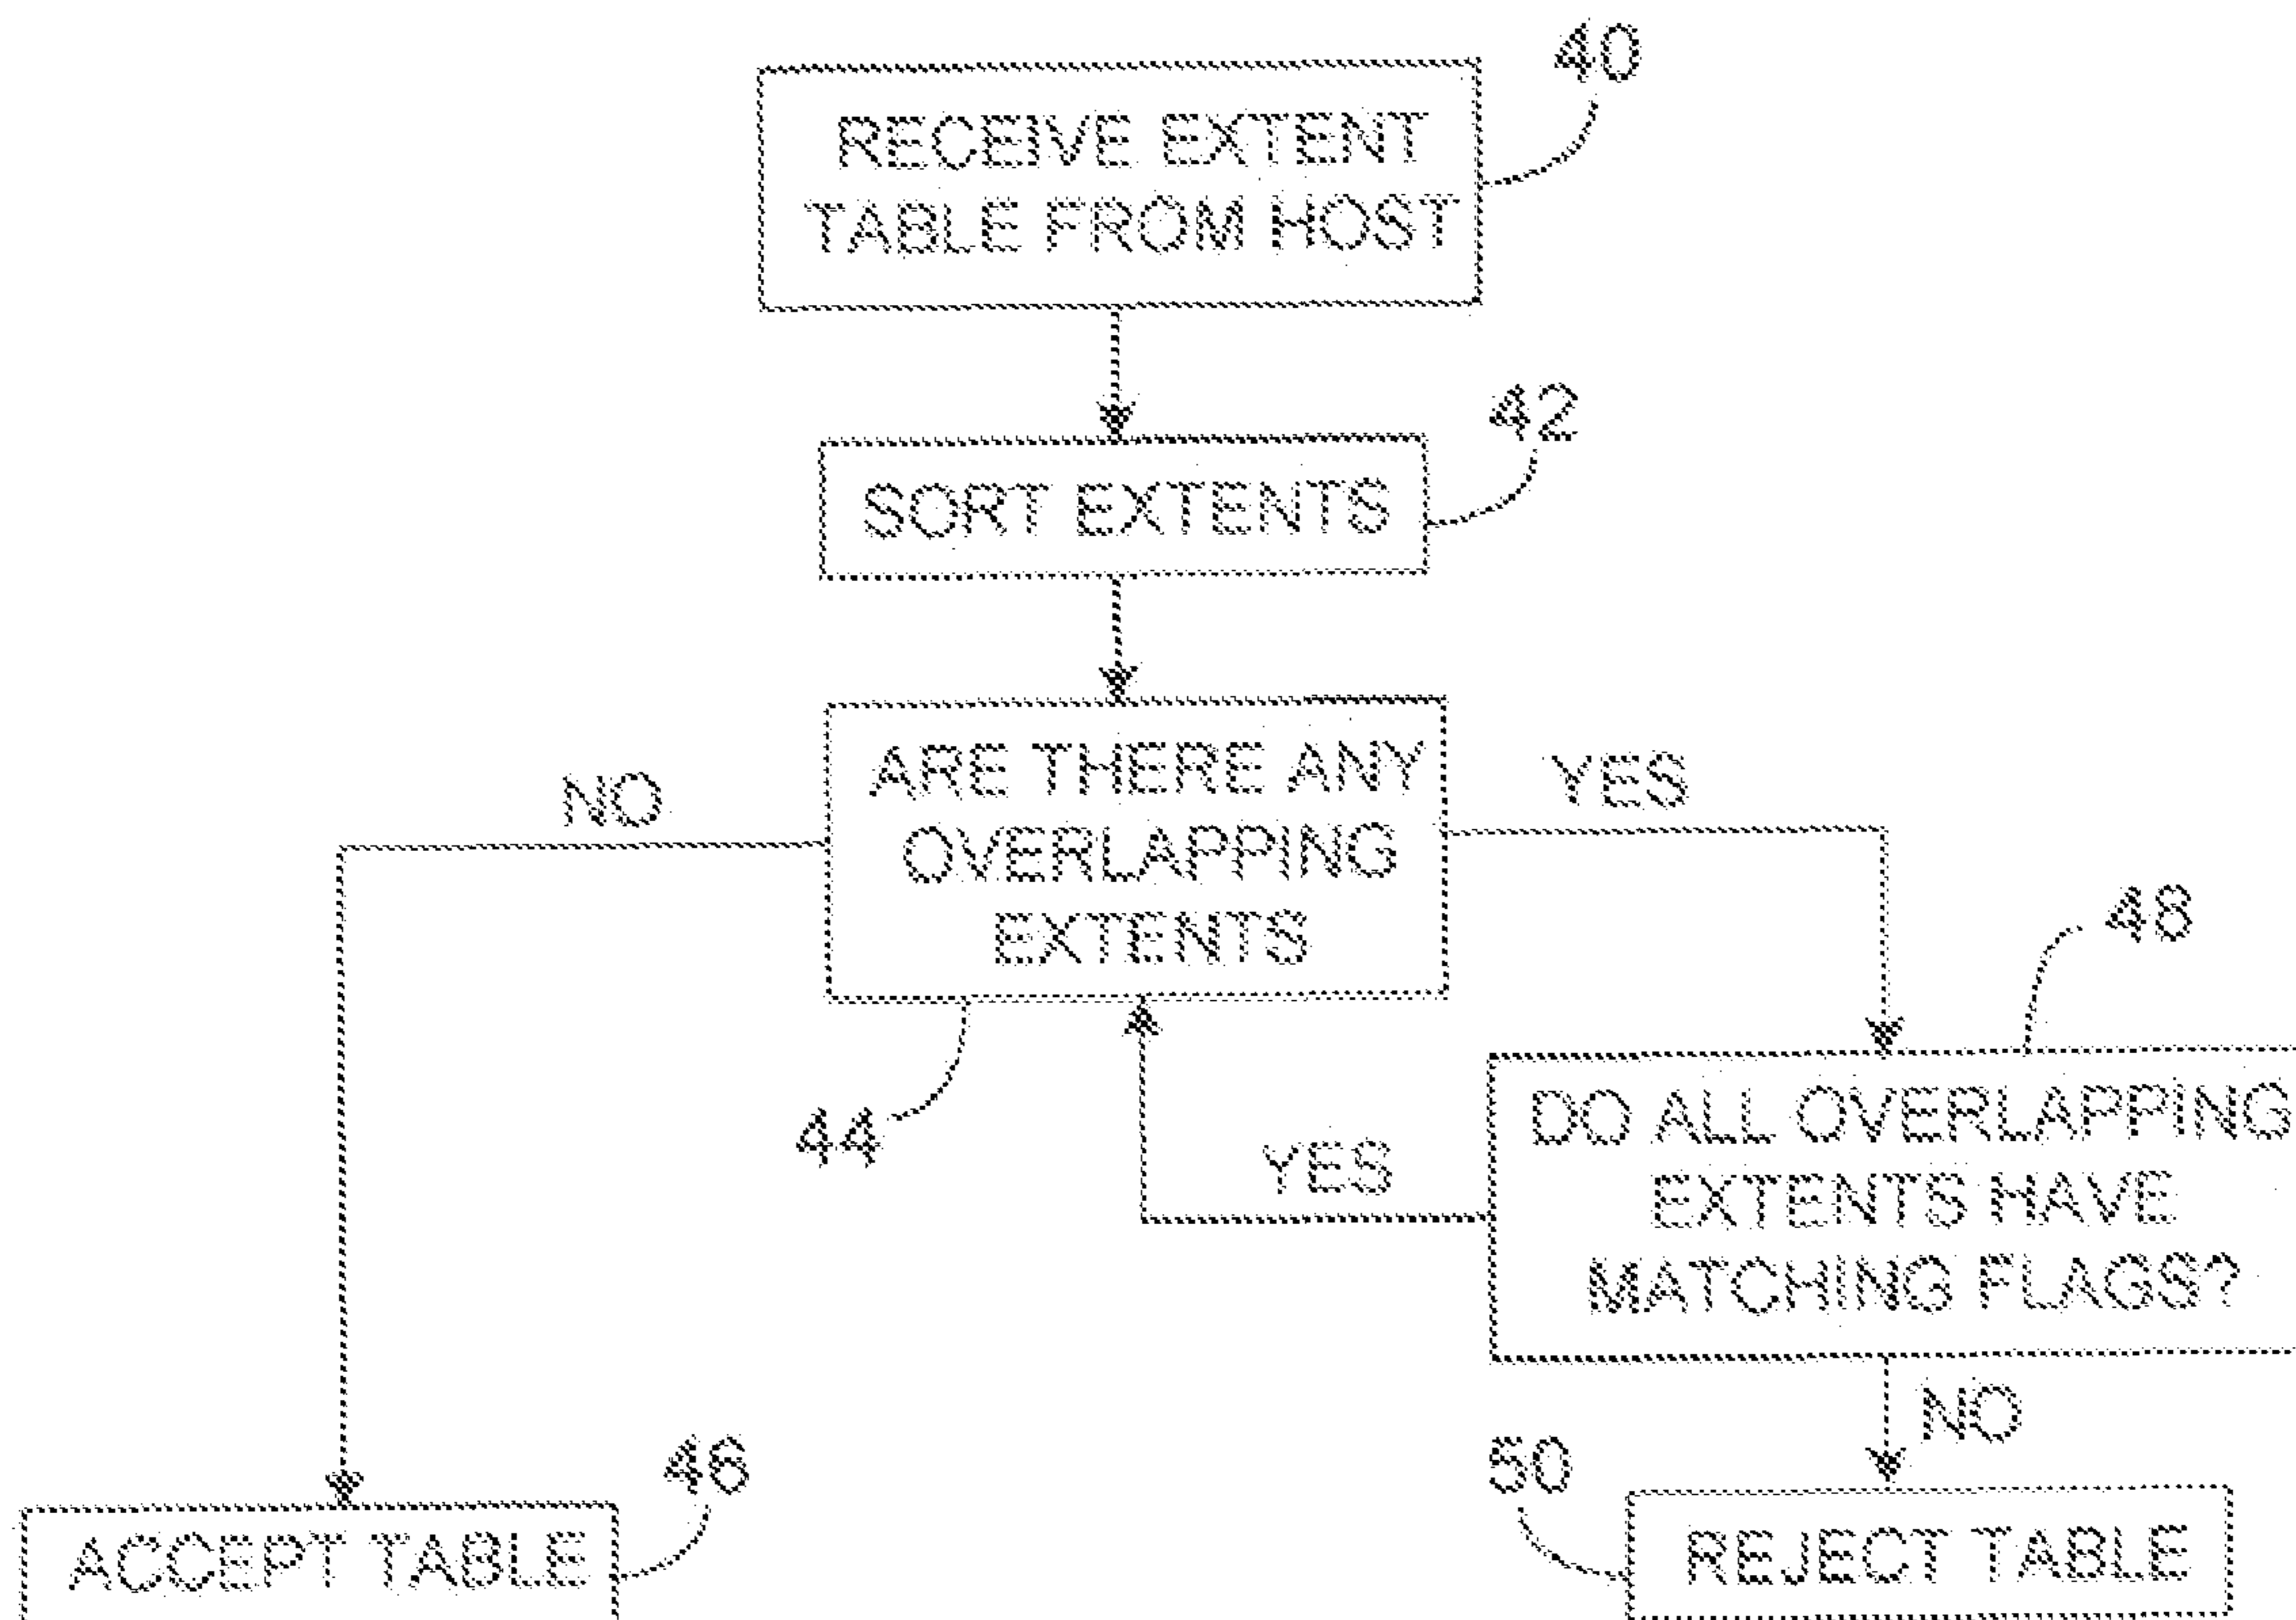 40
RECEIVE EXTENT
TABLE FROM HOST
42
SORT EXTENTS
ARE THERE ANY
OVERLAPPING
EXTENTS
NO
YES
48
44
DO ALL OVERLAPPING
EXTENTS HAVE
MATCHING FLAGS?
YES
NO
46
50
ACCEPT TABLE
REJECT TABLE